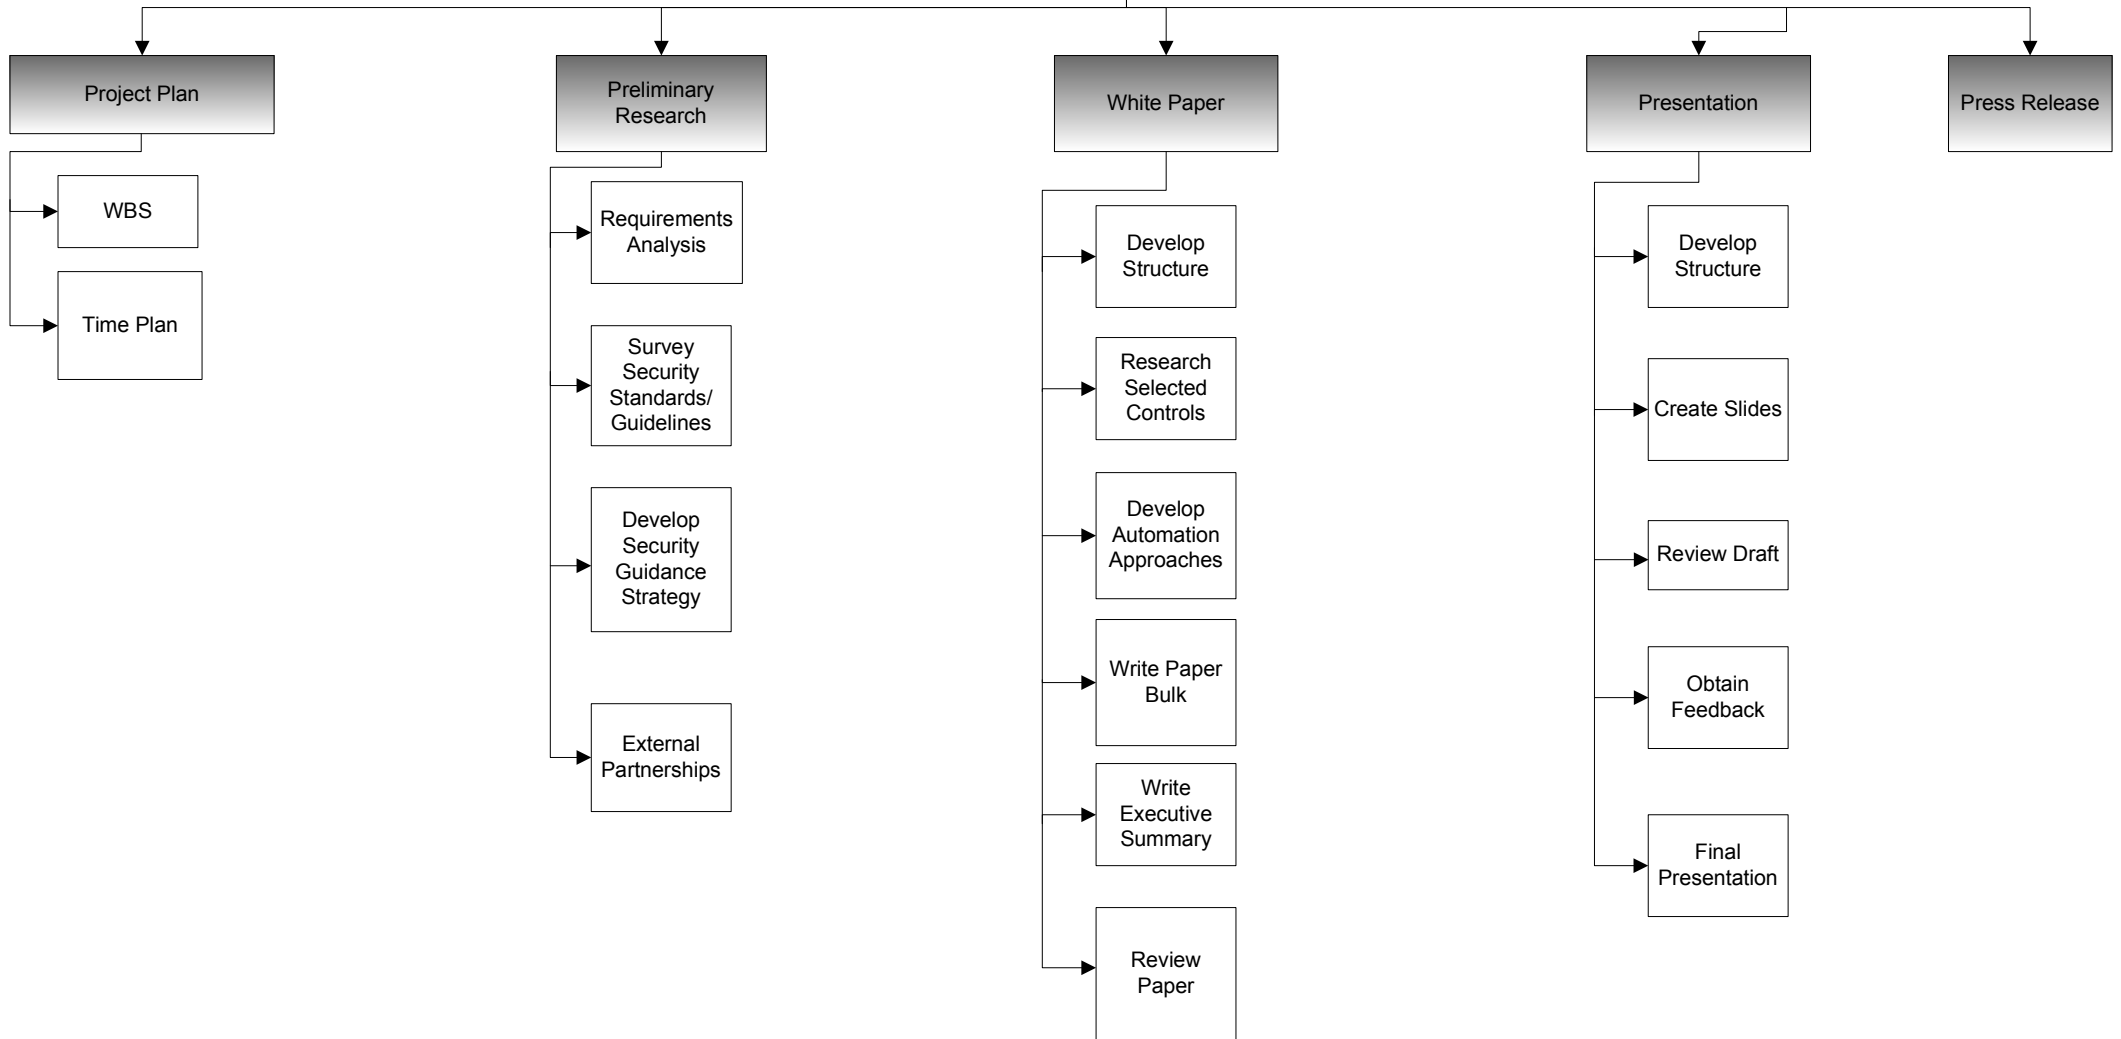 Project Plan
WBS
Time Plan
Preliminary
Research
Requirements
Analysis
Survey
Security
Standards/
Guidelines
Develop
Security
Guidance
Strategy
External
Partnerships
White Paper
Develop
Structure
Research
Selected
Controls
Develop
Automation
Approaches
Write Paper
Bulk
Write
Executive
Summary
Review
Paper
Presentation
Develop
Structure
Create Slides
Review Draft
Obtain
Feedback
Final
Presentation
Press Release